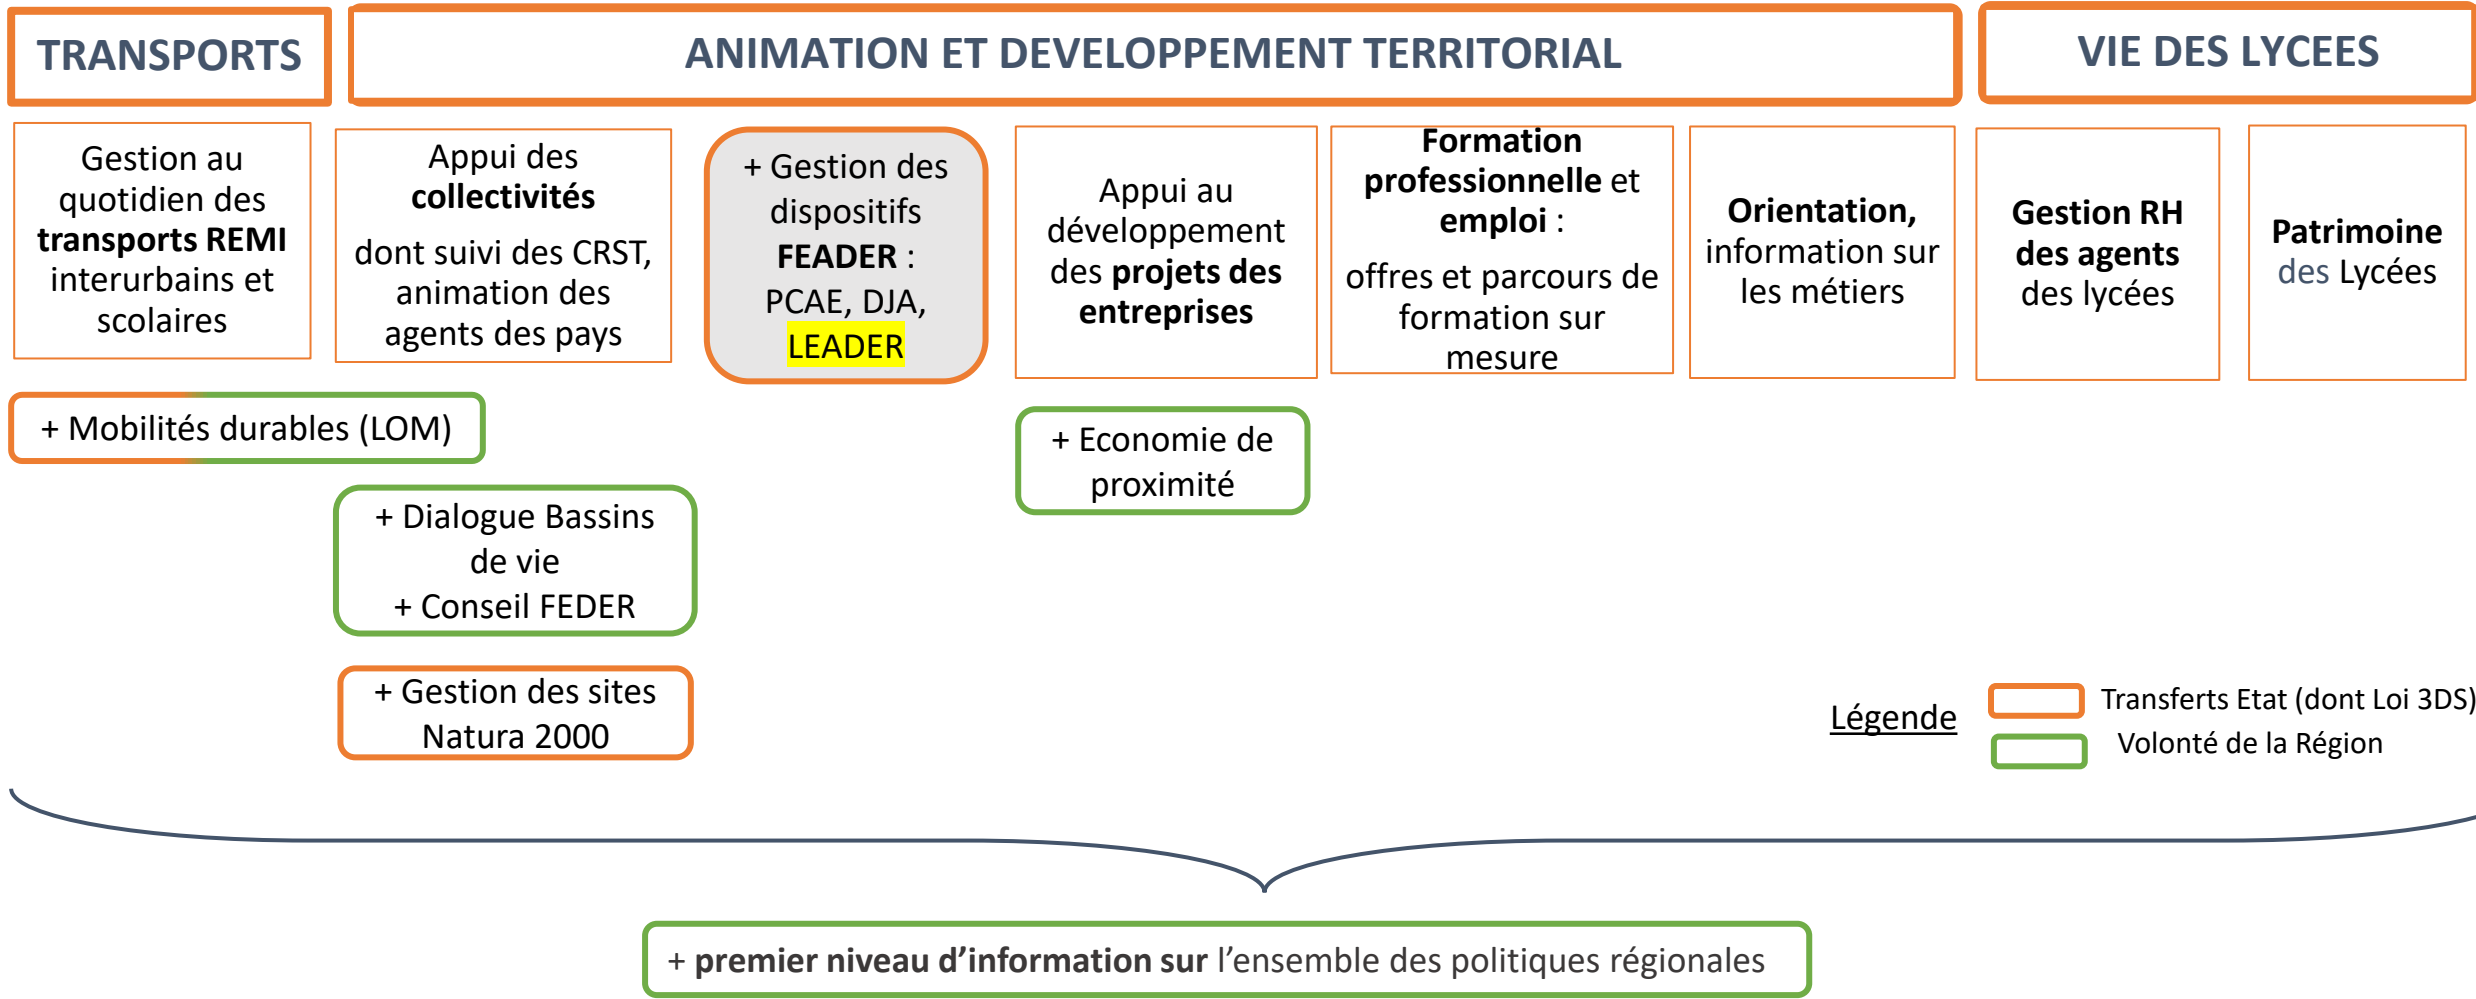 TRANSPORTS
ANIMATION ET DEVELOPPEMENT TERRITORIAL
VIE DES LYCEES
Gestion au
quotidien des
transports REMI
interurbains et
scolaires
Appui des
collectivités
dont suivi des CRST,
animation des
agents des pays
+ Gestion des
dispositifs
FEADER :
PCAE, DJA,
LEADER
Appui au
développement
des projets des
entreprises
Formation
professionnelle et
emploi :
offres et parcours de
formation sur
mesure
Orientation,
information sur
les métiers
Gestion RH
des agents
des lycées
Patrimoine
des Lycées
+ Mobilités durables (LOM)
+ Economie de
proximité
+ Dialogue Bassins
de vie
+ Conseil FEDER
+ Gestion des sites
Natura 2000
Légende
Transferts Etat (dont Loi 3DS)
Volonté de la Région
+ premier niveau d'information sur l'ensemble des politiques régionales